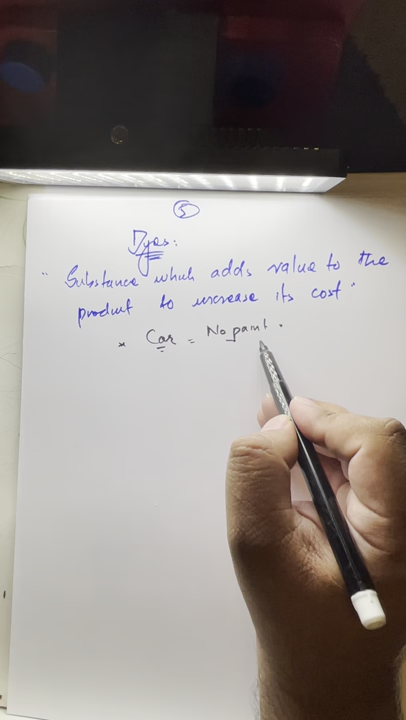 5
Dyes:
" Substance which adds value to the
product to increase its cost "
* Car = No paint.